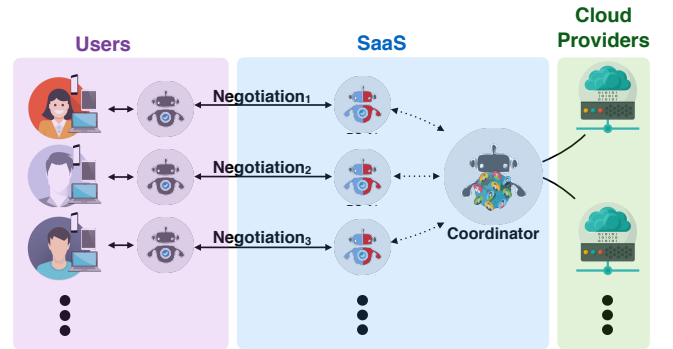 Users
SaaS
Cloud
Providers
Negotiation₁
Negotiation₂
Negotiation₃
Coordinator